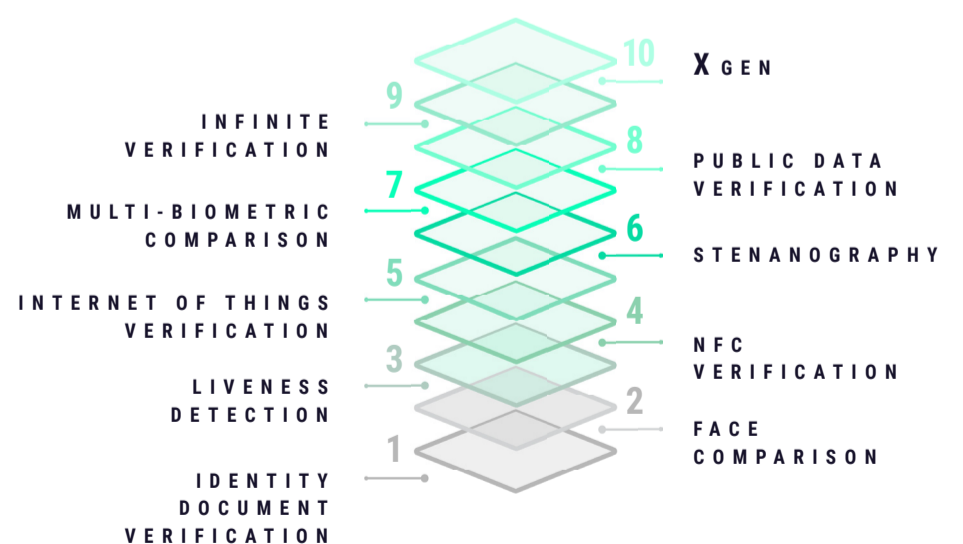 10
X GEN
9
INFINITE
VERIFICATION
8
PUBLIC DATA
VERIFICATION
7
MULTI-BIOMETRIC
COMPARISON
6
STENANOGRAPHY
5
INTERNET OF THINGS
VERIFICATION
4
NFC
VERIFICATION
3
LIVENESS
DETECTION
2
FACE
COMPARISON
1
IDENTITY
DOCUMENT
VERIFICATION